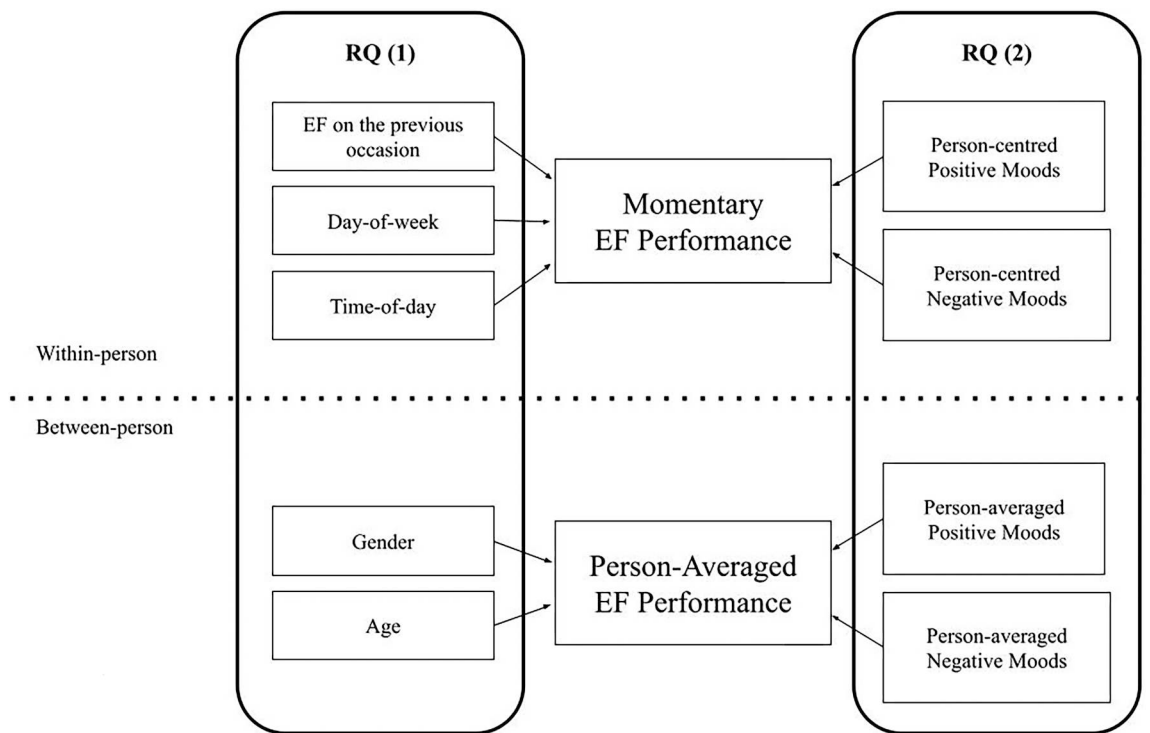 RQ (1)
RQ (2)
EF on the previous
occasion
Day-of-week
Time-of-day
Momentary
EF Performance
Person-centred
Positive Moods
Person-centred
Negative Moods
Within-person
Between-person
Gender
Age
Person-Averaged
EF Performance
Person-averaged
Positive Moods
Person-averaged
Negative Moods